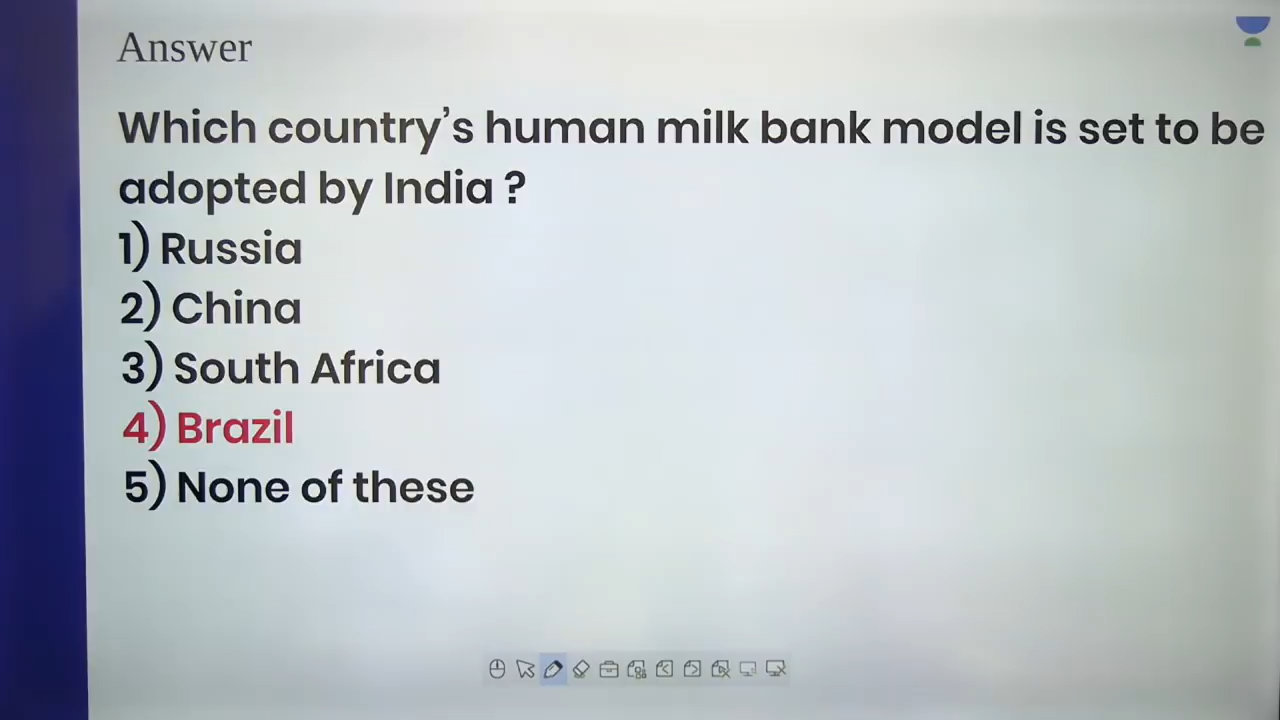 Answer
Which country’s human milk bank model is set to be
adopted by India ?
1) Russia
2) China
3) South Africa
4) Brazil
5) None of these